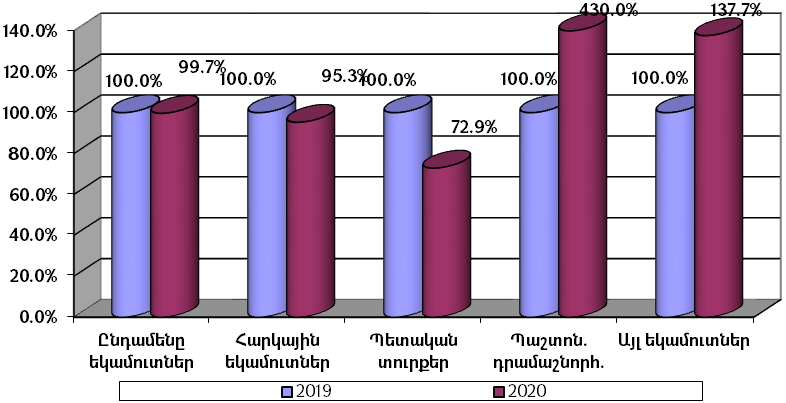 430.0%
137.7%
140.0%
120.0%
100.0%
80.0%
60.0%
40.0%
20.0%
0.0%
100.0%
99.7%
100.0%
95.3%
100.0%
72.9%
100.0%
100.0%
Ընդամենը
եկամուտներ
Հարկային
եկամուտներ
Պետական
տուրքեր
Պաշտոն.
դրամաշնորհ.
Այլ եկամուտներ
2019
2020